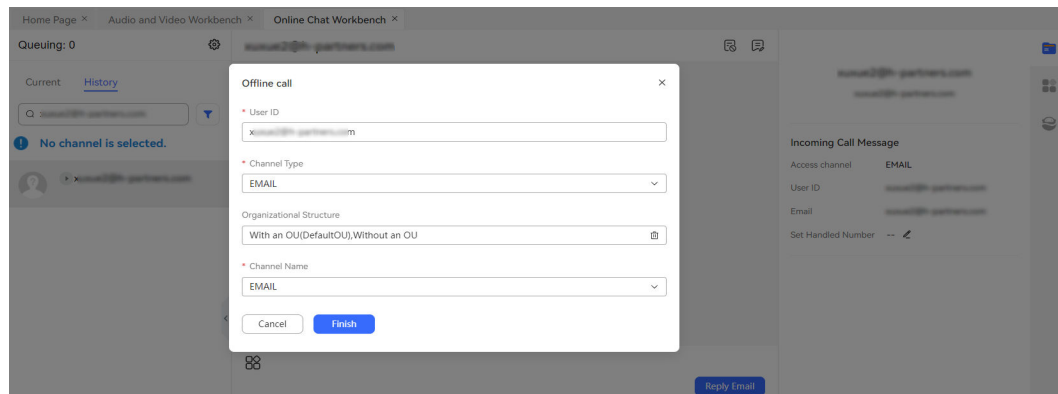 Home Page × Audio and Video Workbench × Online Chat Workbench ×
Queuing: 0
Current History
No channel is selected.
Offline call ×
* User ID
* Channel Type
EMAIL
Organizational Structure
With an OU(DefaultOU),Without an OU
* Channel Name
EMAIL
Cancel Finish
Reply Email
Incoming Call Message
Access channel EMAIL
User ID
Email
Set Handled Number --